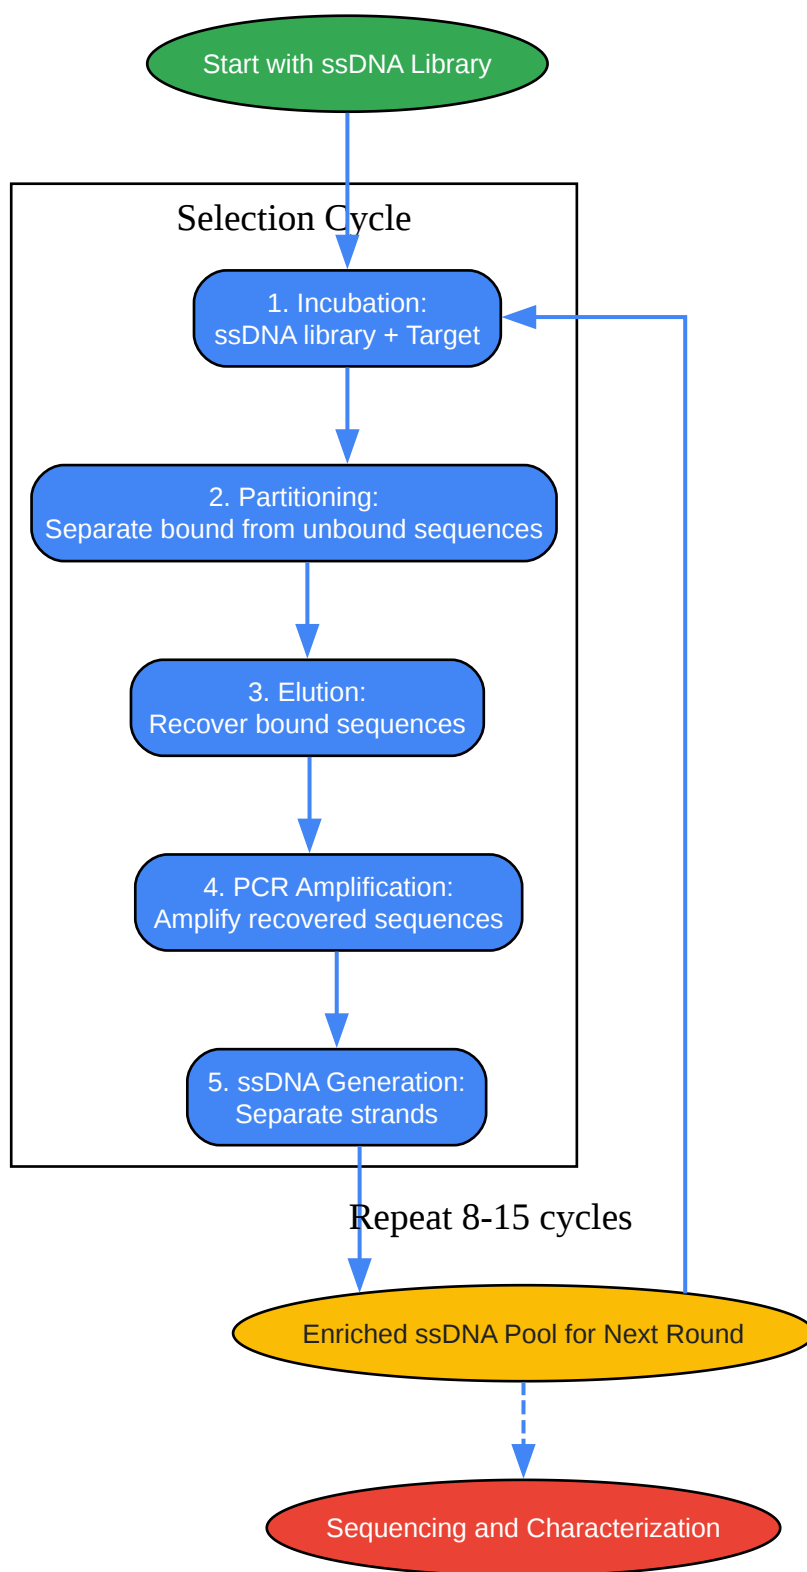 Start with ssDNA Library
Selection Cycle
1. Incubation:
ssDNA library + Target
2. Partitioning:
Separate bound from unbound sequences
3. Elution:
Recover bound sequences
4. PCR Amplification:
Amplify recovered sequences
5. ssDNA Generation:
Separate strands
Repeat 8-15 cycles
Enriched ssDNA Pool for Next Round
Sequencing and Characterization